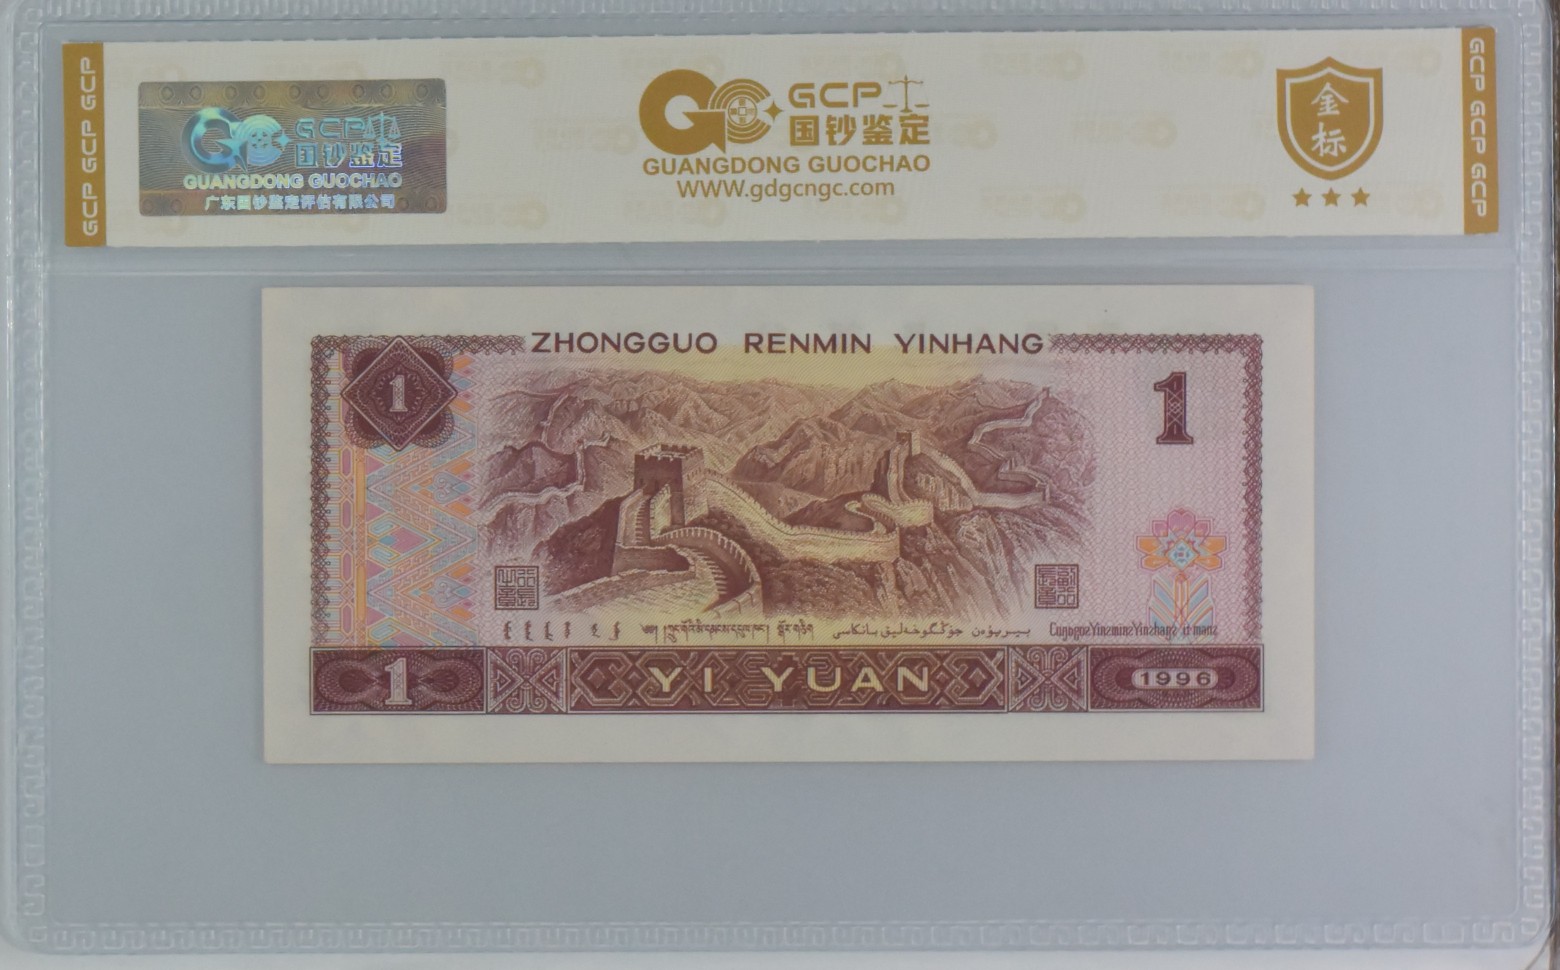 GCP GCP GCP
GCP 国钞鉴定
GUANGDONG GUOCHAO
广东国钞鉴定评估有限公司
GCP
国钞鉴定
GUANGDONG GUOCHAO
WWW.gdgcngc.com
金标
GCP GCP GCP
ZHONGGUO RENMIN YINHANG
1
1
1
YI YUAN
1996